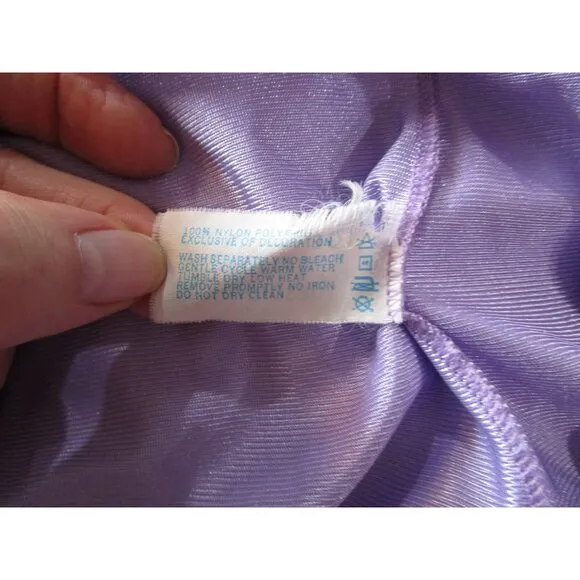 100% NYLON
EXCLUSIVE OF DECORATION
WASH SEPARATELY NO BLEACH
GENTLE CYCLE WARM WATER
TUMBLE DRY LOW HEAT
REMOVE PROMPTLY NO IRON
DO NOT DRY CLEAN